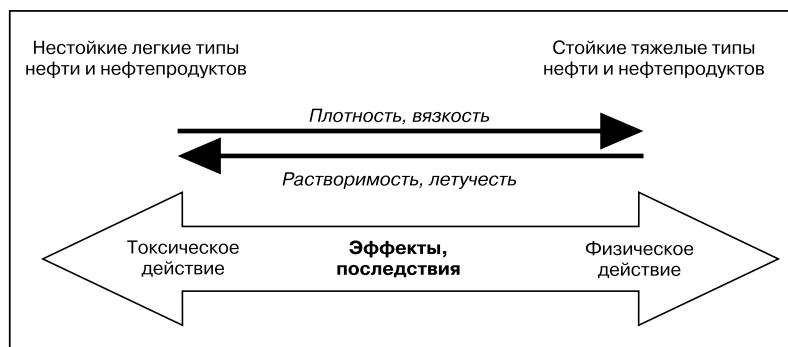 Нестойкие легкие типы
нефти и нефтепродуктов
Стойкие тяжелые типы
нефти и нефтепродуктов
Плотность, вязкость
Растворимость, летучесть
Токсическое
действие
Эффекты,
последствия
Физическое
действие